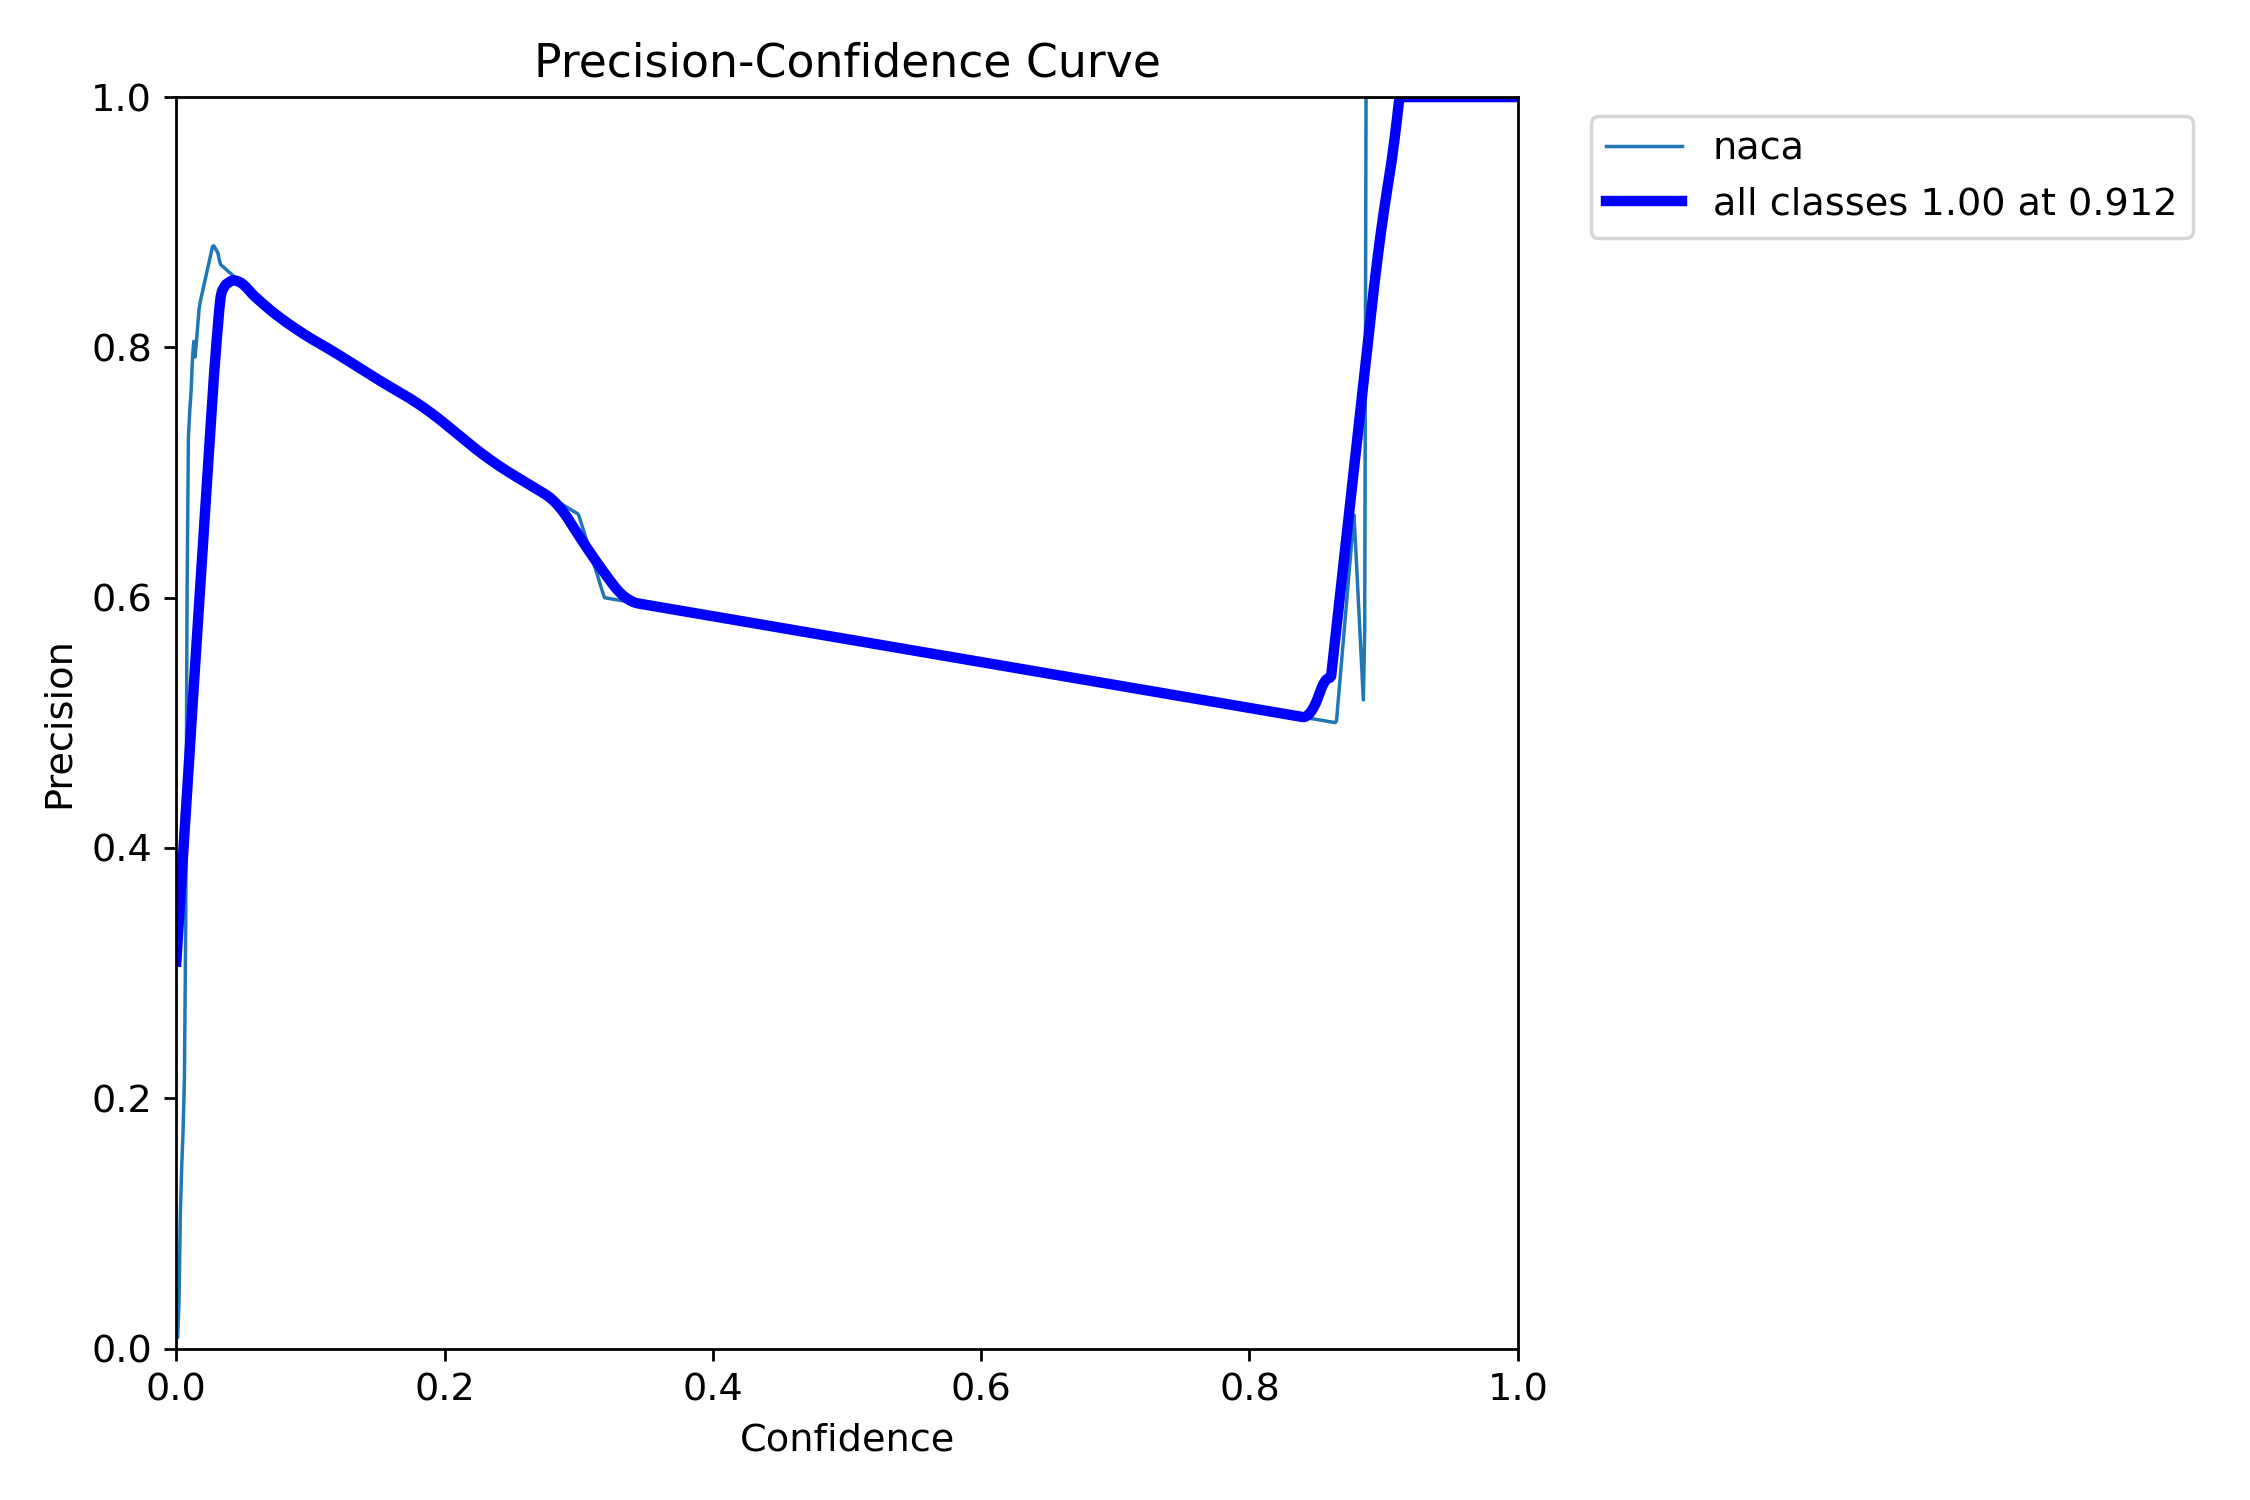 Precision-Confidence Curve
naca
all classes 1.00 at 0.912
Precision
1.0
0.8
0.6
0.4
0.2
0.0
0.0 0.2 0.4 0.6 0.8 1.0
Confidence